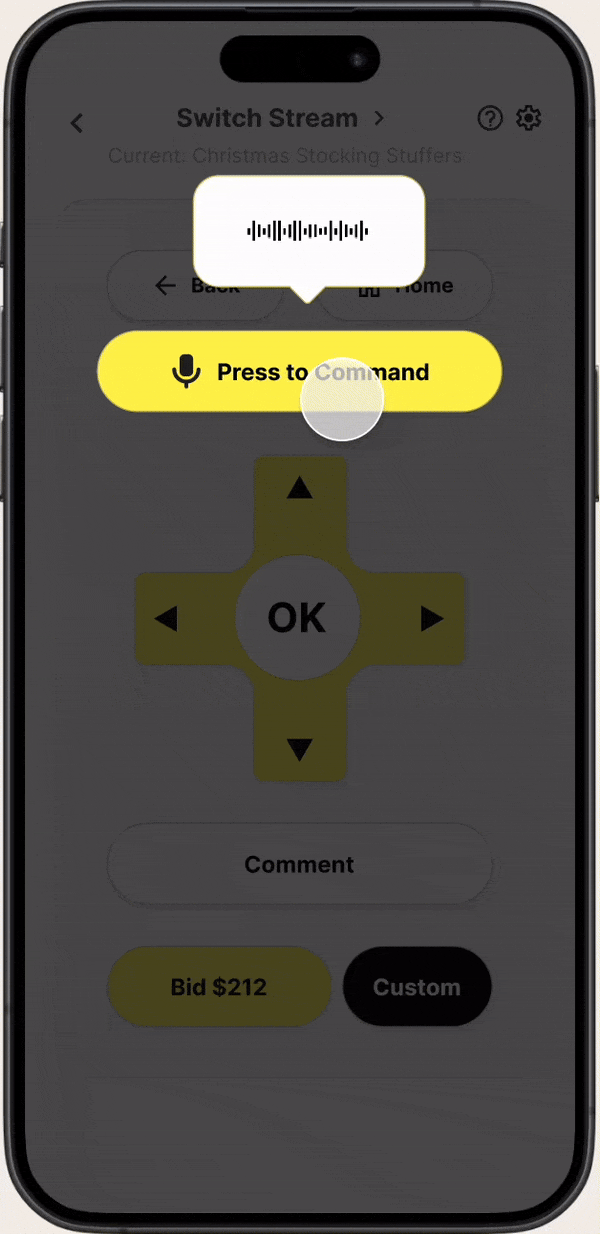 Switch Stream
Current: Christmas Stocking Stuffers
Back
Home
Press to Command
OK
Comment
Bid $212
Custom